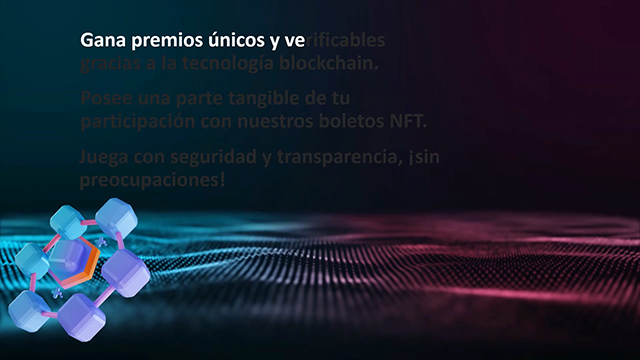 Gana premios únicos y verificables
gracias a la tecnología blockchain.
Posee una parte tangible de tu
participación con nuestros boletos NFT.
Juega con seguridad y transparencia, ¡sin
preocupaciones!